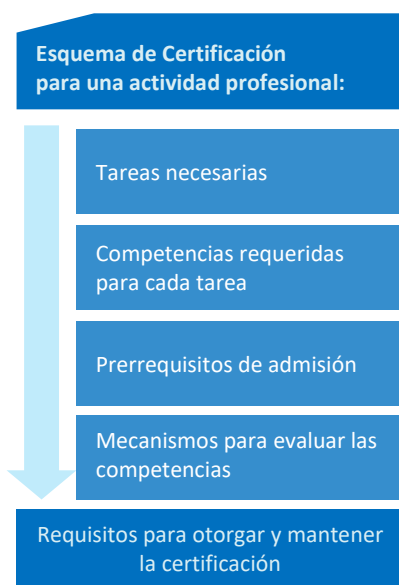 Esquema de Certificación
para una actividad profesional:
Tareas necesarias
Competencias requeridas
para cada tarea
Prerrequisitos de admisión
Mecanismos para evaluar las
competencias
Requisitos para otorgar y mantener
la certificación